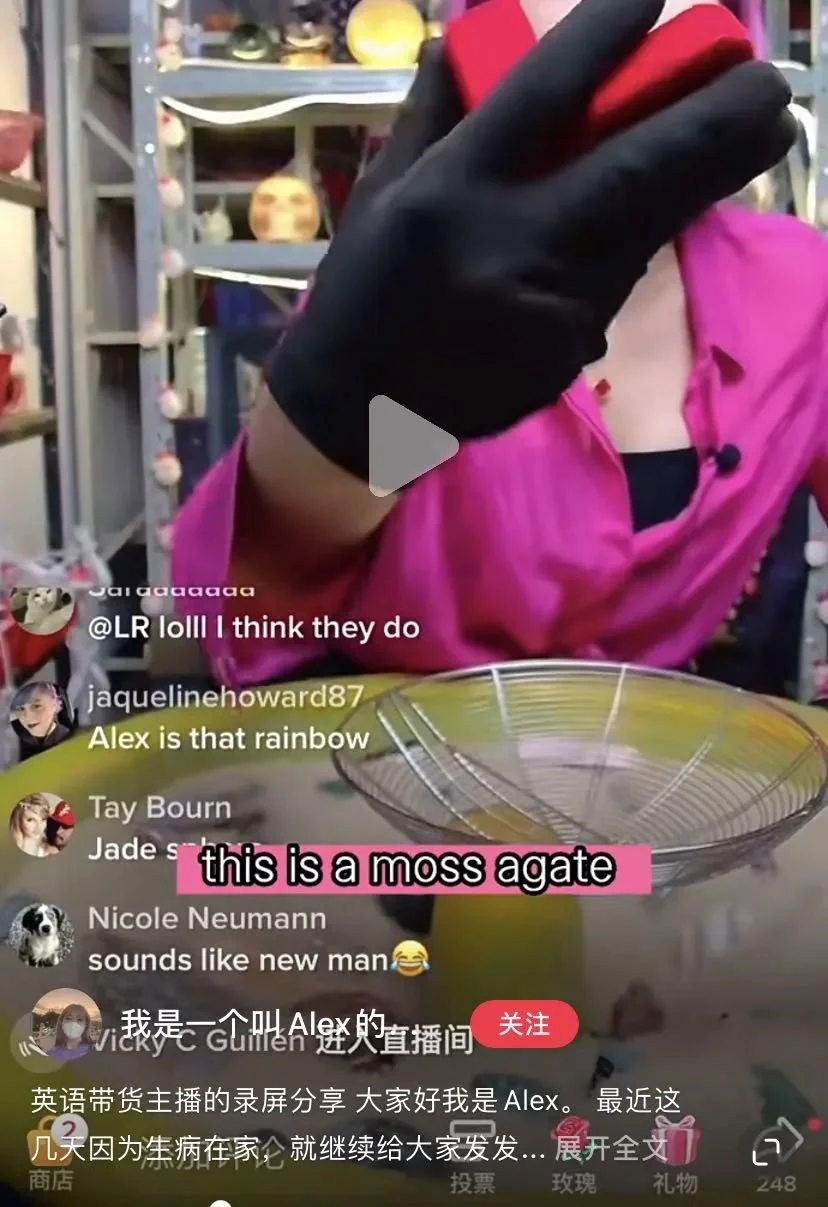 @LR lolll I think they do
jaquelinehoward87
Alex is that rainbow
Tay Bourn
Jade
this is a moss agate
Nicole Neumann
sounds like new man😂
我是一个叫Alex的
关注
Vicky C Guillen 进入直播间
英语带货主播的录屏分享 大家好我是Alex。 最近这
几天因为生病在家，就继续给大家发发... 展开全文
添加评论
2
商店
投票
玫瑰
礼物
248